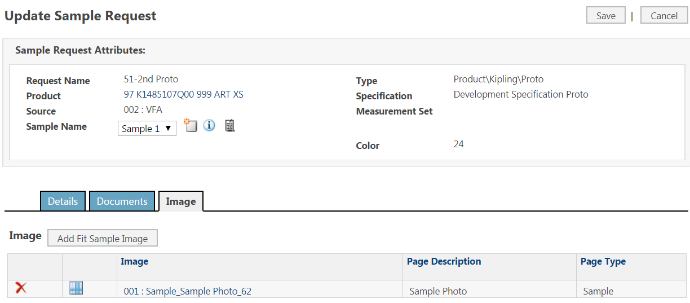 Update Sample Request
Save | Cancel
Sample Request Attributes:
Request Name 51-2nd Proto Type Product\Kipling\Proto
Product 97 K1485107Q00 999 ART XS Specification Development Specification Proto
Source 002 : VFA Measurement Set
Sample Name Sample 1
Color 24
Details Documents Image
Image Add Fit Sample Image
Image Page Description Page Type
001 : Sample_Sample Photo_62 Sample Photo Sample